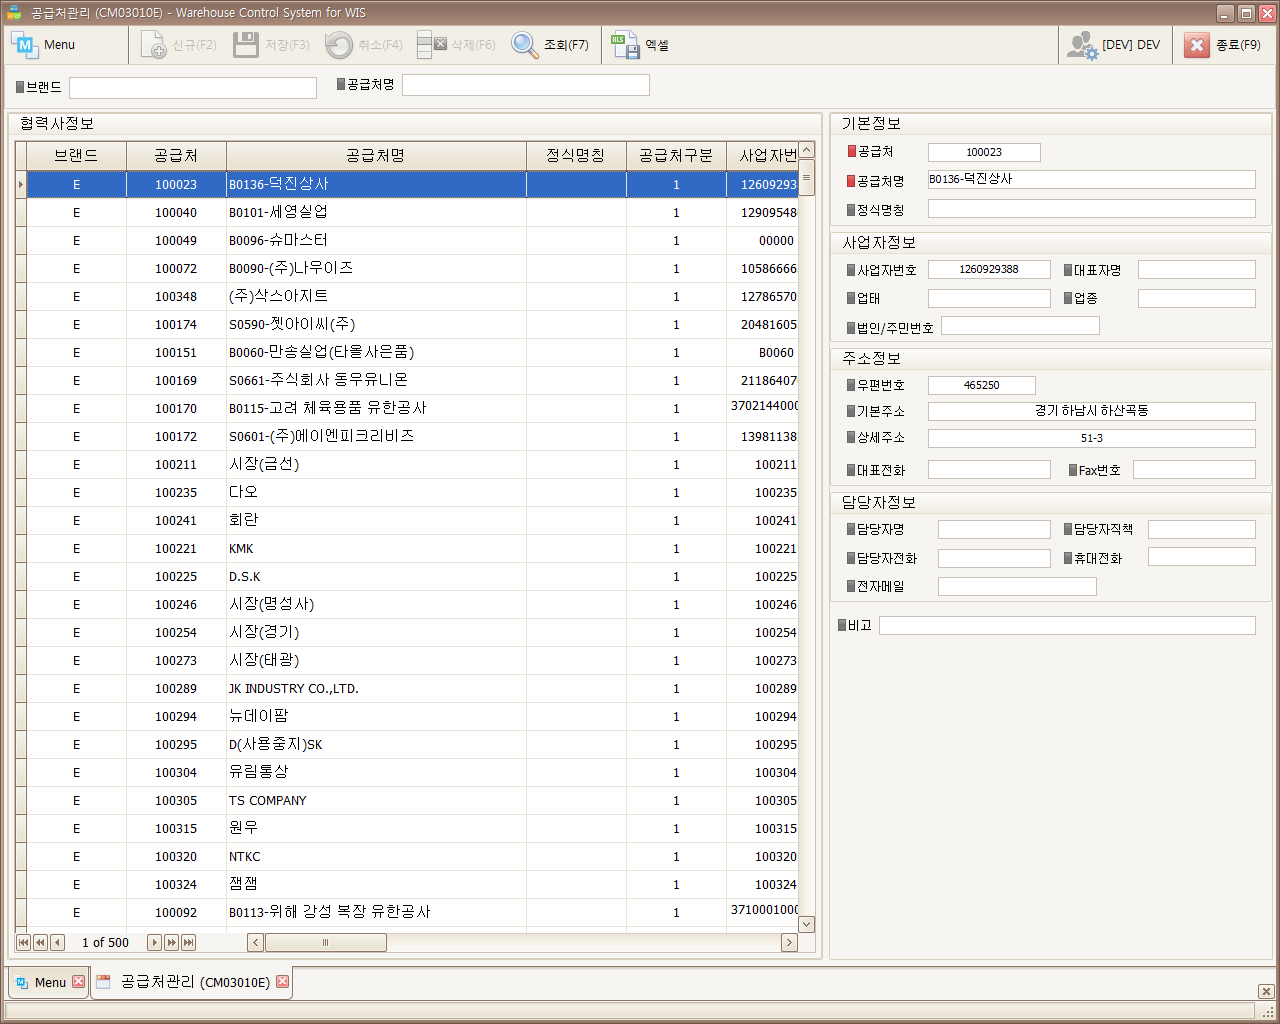 공급처관리 (CM03010E) - Warehouse Control System for WIS
Menu 신규(F2) 저장(F3) 취소(F4) 삭제(F6) 조회(F7) XLS 엑셀 [DEV] DEV 종료(F9)
브랜드 공급처명
협력사정보
브랜드 공급처 공급처명 정식명칭 공급처구분 사업자번
E 100023 B0136-덕진상사 1 12609293
E 100040 B0101-세영실업 1 12909548
E 100049 B0096-슈마스터 1 00000
E 100072 B0090-(주)나우이즈 1 10586666
E 100348 (주)삭스아지트 1 12786570
E 100174 S0590-젯아이씨(주) 1 20481605
E 100151 B0060-만송실업(타올사은품) 1 B0060
E 100169 S0661-주식회사 동우유니온 1 21186407
E 100170 B0115-고려 체육용품 유한공사 1 3702144000
E 100172 S0601-(주)에이엔피크리비즈 1 13981138
E 100211 시장(금선) 1 100211
E 100235 다오 1 100235
E 100241 회란 1 100241
E 100221 KMK 1 100221
E 100225 D.S.K 1 100225
E 100246 시장(명성사) 1 100246
E 100254 시장(경기) 1 100254
E 100273 시장(태광) 1 100273
E 100289 JK INDUSTRY CO.,LTD. 1 100289
E 100294 뉴데이팜 1 100294
E 100295 D(사용중지)SK 1 100295
E 100304 유림통상 1 100304
E 100305 TS COMPANY 1 100305
E 100315 원우 1 100315
E 100320 NTKC 1 100320
E 100324 잼잼 1 100324
E 100092 B0113-위해 강성 복장 유한공사 1 3710001000
1 of 500
기본정보
공급처 100023
공급처명 B0136-덕진상사
정식명칭
사업자정보
사업자번호 1260929388 대표자명
업태 업종
법인/주민번호
주소정보
우편번호 465250
기본주소 경기 하남시 하산곡동
상세주소 51-3
대표전화 Fax번호
담당자정보
담당자명 담당자직책
담당자전화 휴대전화
전자메일
비고
Menu 공급처관리 (CM03010E)